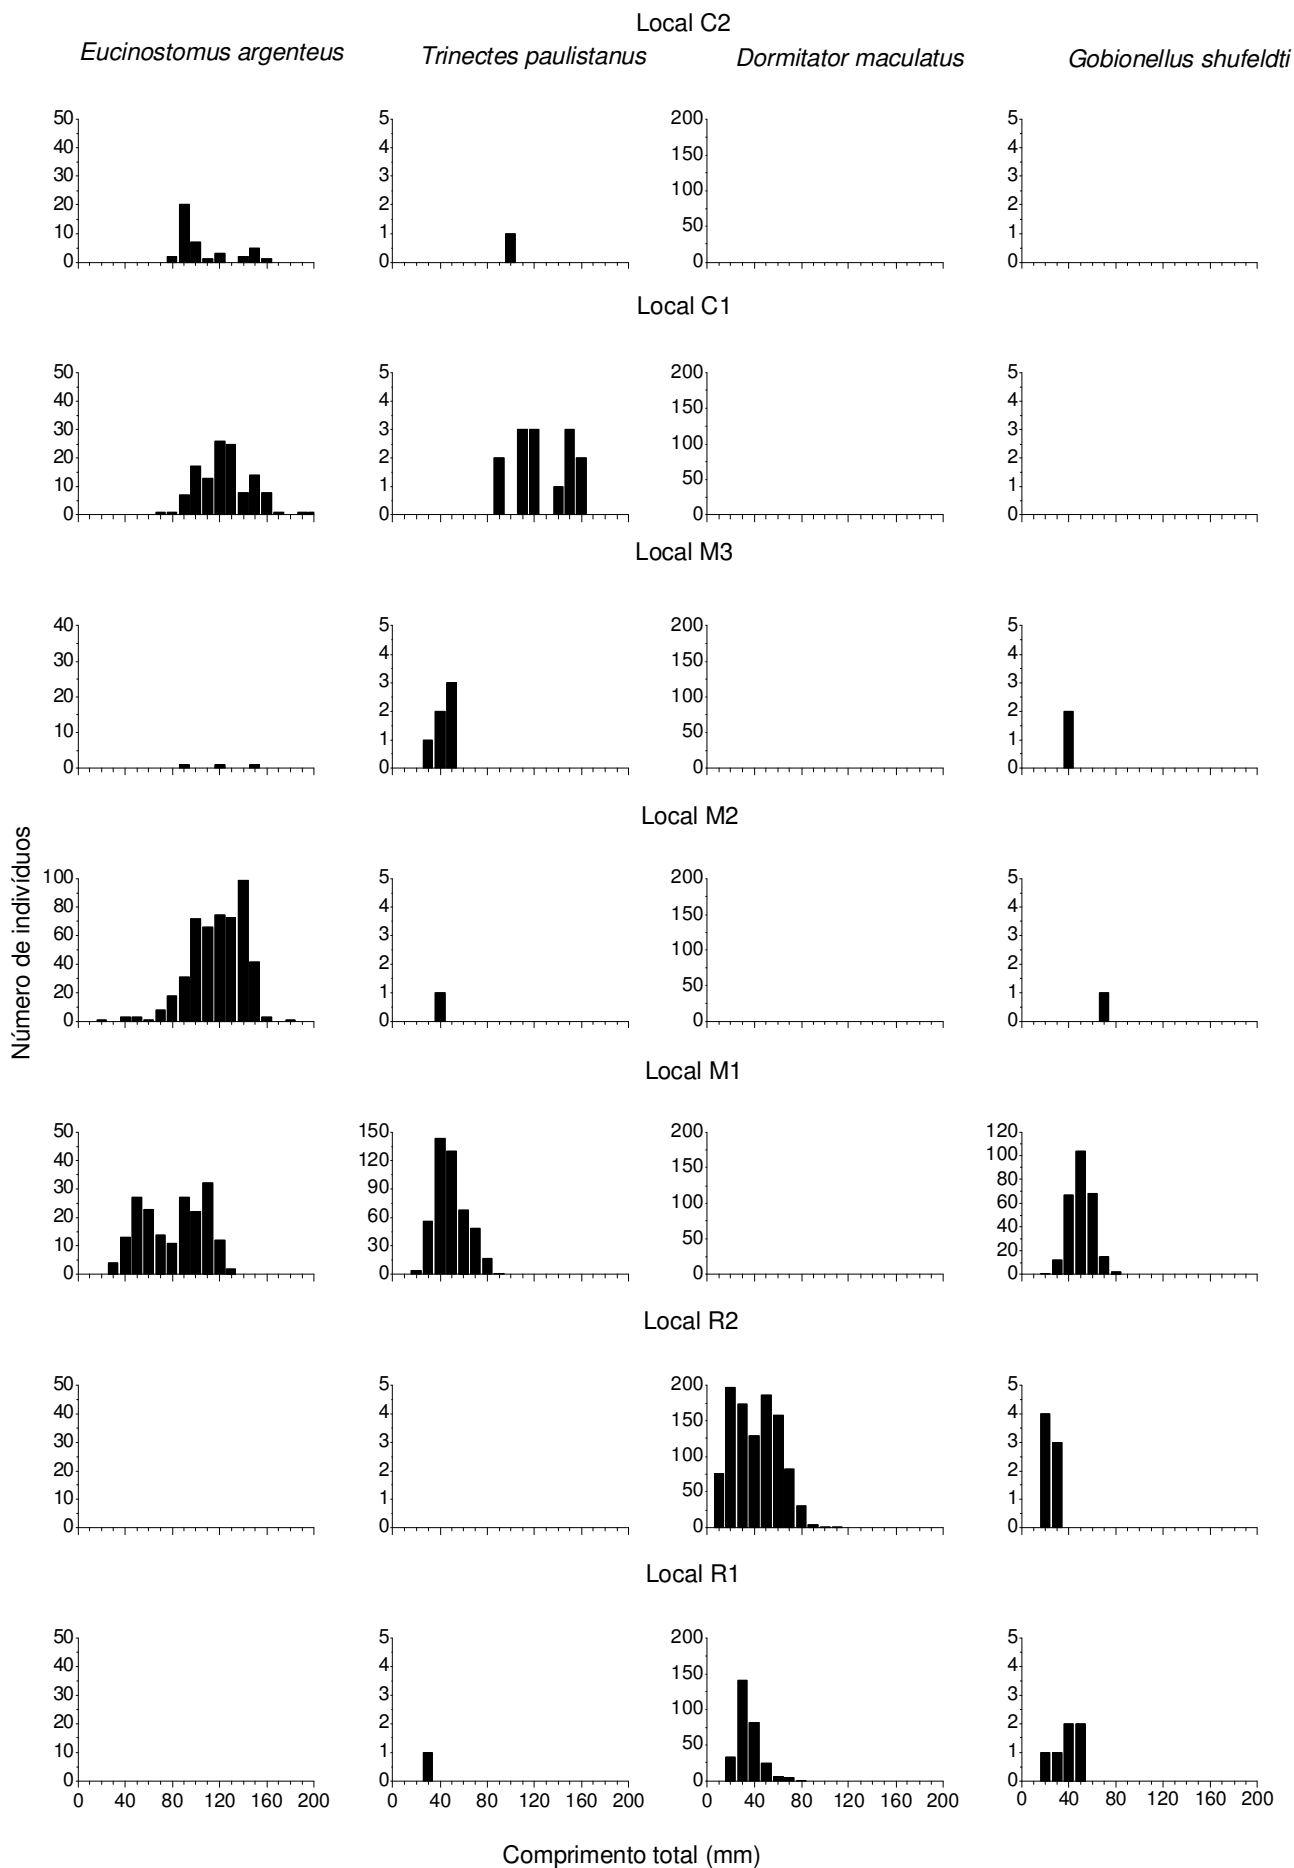 Local C2
Eucinostomus argenteus Trinectes paulistanus Dormitator maculatus Gobionellus shufeldti
50 5 200 5
40 4 150 4
30 3 100 3
20 2 50 2
10 1 1
0 0 0 0
Local C1
50 5 200 5
40 4 150 4
30 3 100 3
20 2 50 2
10 1 1
0 0 0 0
Local M3
40 5 200 5
30 4 150 4
20 3 100 3
10 2 50 2
1 1
0 0 0 0
Local M2
Número de indivíduos
100 5 200 5
80 4 150 4
60 3 100 3
40 2 50 2
20 1 1
0 0 0 0
Local M1
50 150 200 120
40 120 150 100
30 90 100 80
20 60 50 60
10 30 40
20
0 0 0 0
Local R2
50 5 200 5
40 4 150 4
30 3 100 3
20 2 50 2
10 1 1
0 0 0 0
Local R1
50 5 200 5
40 4 150 4
30 3 100 3
20 2 50 2
10 1 1
0 0 0 0
0 40 80 120 160 200 0 40 80 120 160 200 0 40 80 120 160 200 0 40 80 120 160 200
Comprimento total (mm)